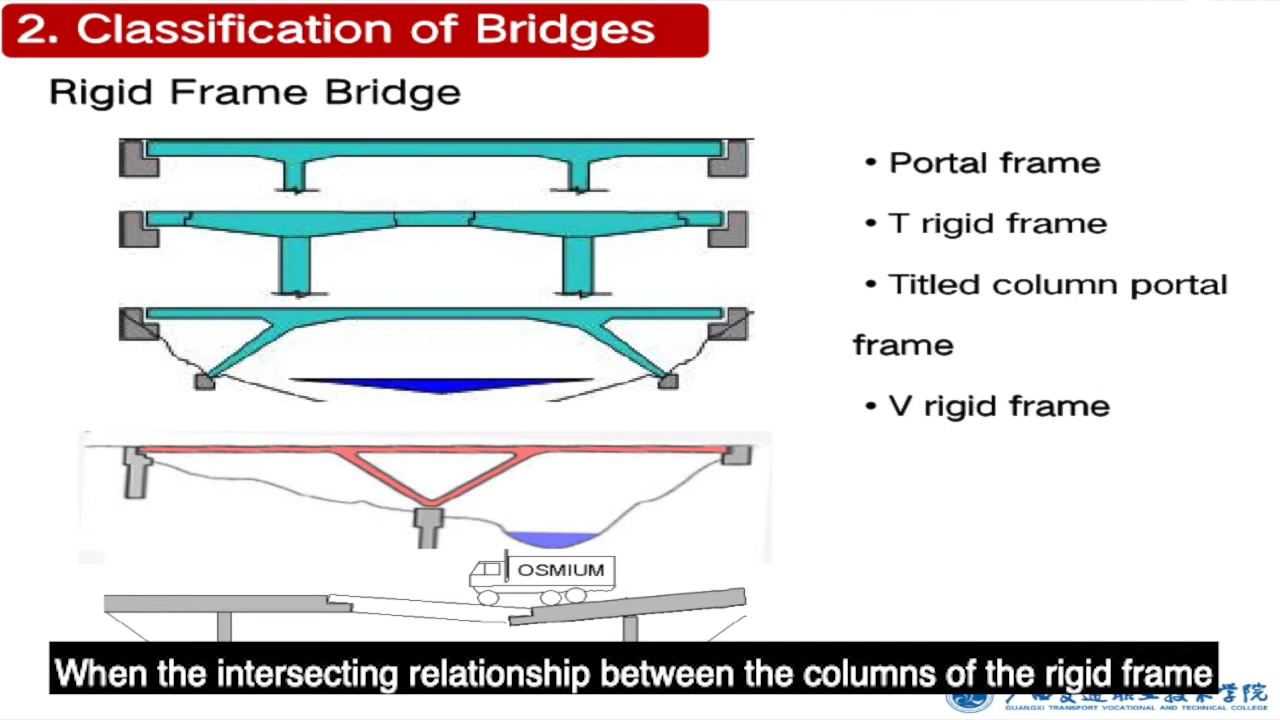 2. Classification of Bridges
Rigid Frame Bridge
• Portal frame
• T rigid frame
• Titled column portal
frame
• V rigid frame
OSMIUM
When the intersecting relationship between the columns of the rigid frame
GUANGXI TRANSPORT VOCATIONAL AND TECHNICAL COLLEGE